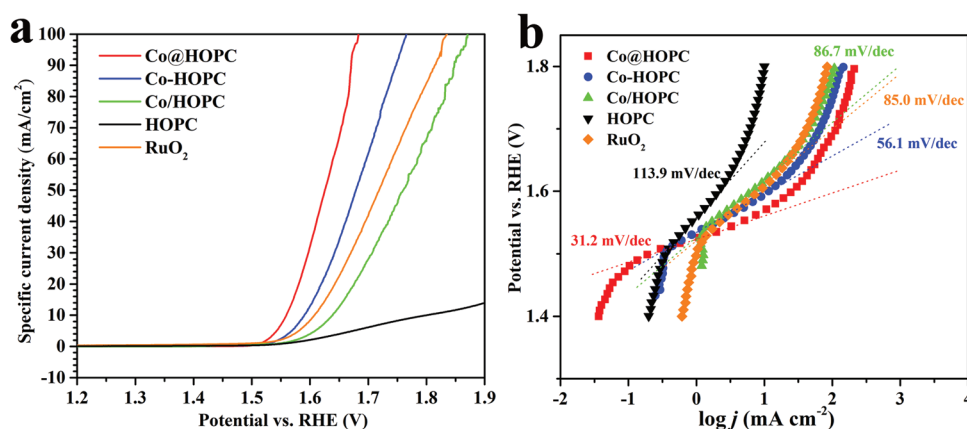 a
100
90
80
70
60
50
40
30
20
10
0
-10
Specific current density (mA/cm²)
Co@HOPC
Co-HOPC
Co/HOPC
HOPC
RuO₂
1.2 1.3 1.4 1.5 1.6 1.7 1.8 1.9
Potential vs. RHE (V)
b
1.8
1.6
1.4
Potential vs. RHE (V)
Co@HOPC
Co-HOPC
Co/HOPC
HOPC
RuO₂
86.7 mV/dec
85.0 mV/dec
56.1 mV/dec
113.9 mV/dec
31.2 mV/dec
-2 -1 0 1 2 3 4
log j (mA cm⁻²)